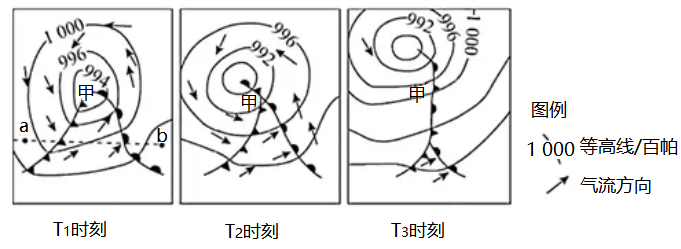 1 000
996
994
甲
a
b
T1时刻
996
992
甲
T2时刻
992
996
1 000
甲
T3时刻
图例
1 000 等高线/百帕
气流方向